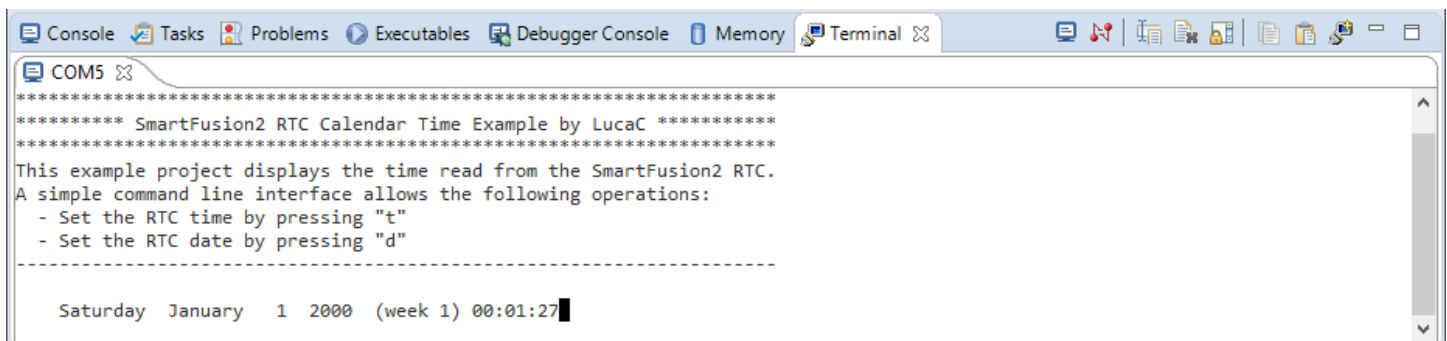 Console Tasks Problems Executables Debugger Console Memory Terminal
COM5
**********************************************************************
********** SmartFusion2 RTC Calendar Time Example by LucaC ***********
**********************************************************************
This example project displays the time read from the SmartFusion2 RTC.
A simple command line interface allows the following operations:
  - Set the RTC time by pressing "t"
  - Set the RTC date by pressing "d"
----------------------------------------------------------------------
    Saturday  January   1  2000  (week 1) 00:01:27